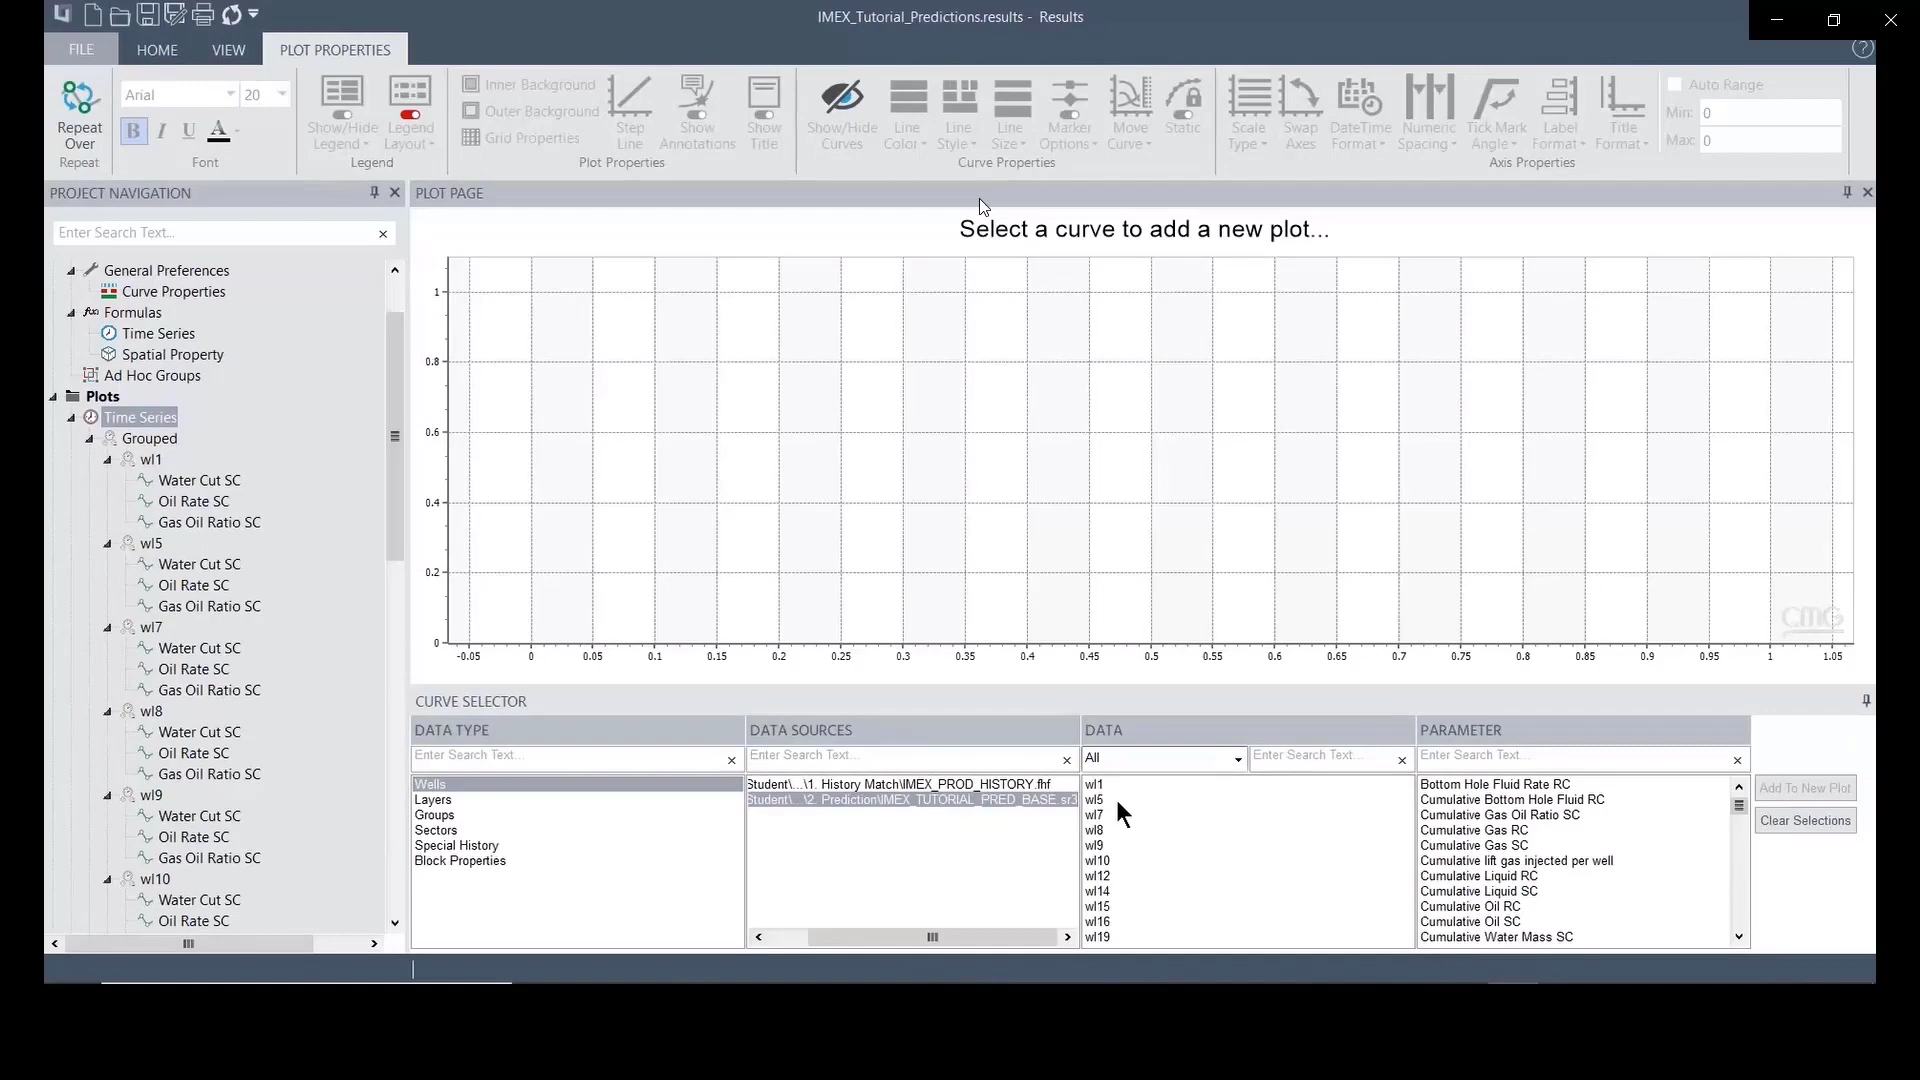 IMEX_Tutorial_Predictions.results - Results
FILE
HOME
VIEW
PLOT PROPERTIES
Repeat Over
Repeat
Arial
20
B I U A
Font
Show/Hide Legend
Legend Layout
Legend
Inner Background
Outer Background
Grid Properties
Step Line
Show Annotations
Show Title
Plot Properties
Show/Hide Curves
Line Color
Line Style
Line Size
Marker Options
Move Curve
Static
Curve Properties
Scale Type
Swap Axes
DateTime Format
Numeric Spacing
Tick Mark Angle
Label Format
Title Format
Axis Properties
Auto Range
Min: 0
Max: 0
PROJECT NAVIGATION
Enter Search Text...
General Preferences
Curve Properties
Formulas
Time Series
Spatial Property
Ad Hoc Groups
Plots
Time Series
Grouped
wl1
Water Cut SC
Oil Rate SC
Gas Oil Ratio SC
wl5
Water Cut SC
Oil Rate SC
Gas Oil Ratio SC
wl7
Water Cut SC
Oil Rate SC
Gas Oil Ratio SC
wl8
Water Cut SC
Oil Rate SC
Gas Oil Ratio SC
wl9
Water Cut SC
Oil Rate SC
Gas Oil Ratio SC
wl10
Water Cut SC
Oil Rate SC
PLOT PAGE
Select a curve to add a new plot...
1
0.8
0.6
0.4
0.2
0
-0.05 0 0.05 0.1 0.15 0.2 0.25 0.3 0.35 0.4 0.45 0.5 0.55 0.6 0.65 0.7 0.75 0.8 0.85 0.9 0.95 1 1.05
CMG
CURVE SELECTOR
DATA TYPE
Enter Search Text...
Wells
Layers
Groups
Sectors
Special History
Block Properties
DATA SOURCES
Enter Search Text...
Student\...\1. History Match\IMEX_PROD_HISTORY.fhf
Student\...\2. Prediction\IMEX_TUTORIAL_PRED_BASE.sr3
DATA
All
Enter Search Text...
wl1
wl5
wl7
wl8
wl9
wl10
wl12
wl14
wl15
wl16
wl19
PARAMETER
Enter Search Text...
Bottom Hole Fluid Rate RC
Cumulative Bottom Hole Fluid RC
Cumulative Gas Oil Ratio SC
Cumulative Gas RC
Cumulative Gas SC
Cumulative lift gas injected per well
Cumulative Liquid RC
Cumulative Liquid SC
Cumulative Oil RC
Cumulative Oil SC
Cumulative Water Mass SC
Add To New Plot
Clear Selections